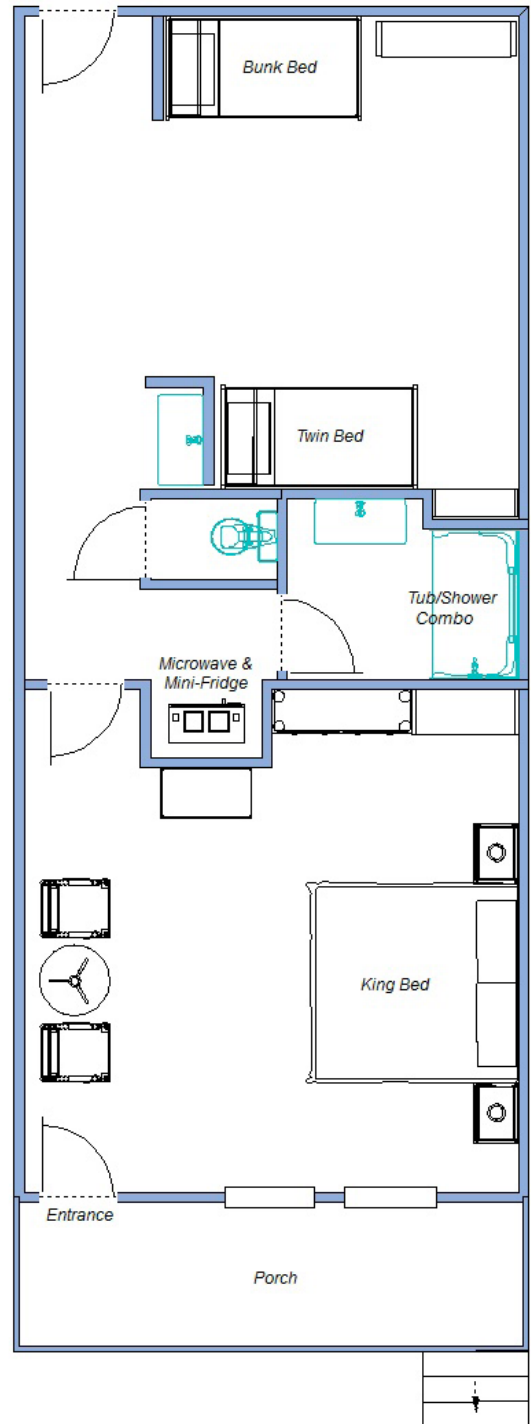 Bunk Bed
Twin Bed
Tub/Shower
Combo
Microwave &
Mini-Fridge
King Bed
Entrance
Porch